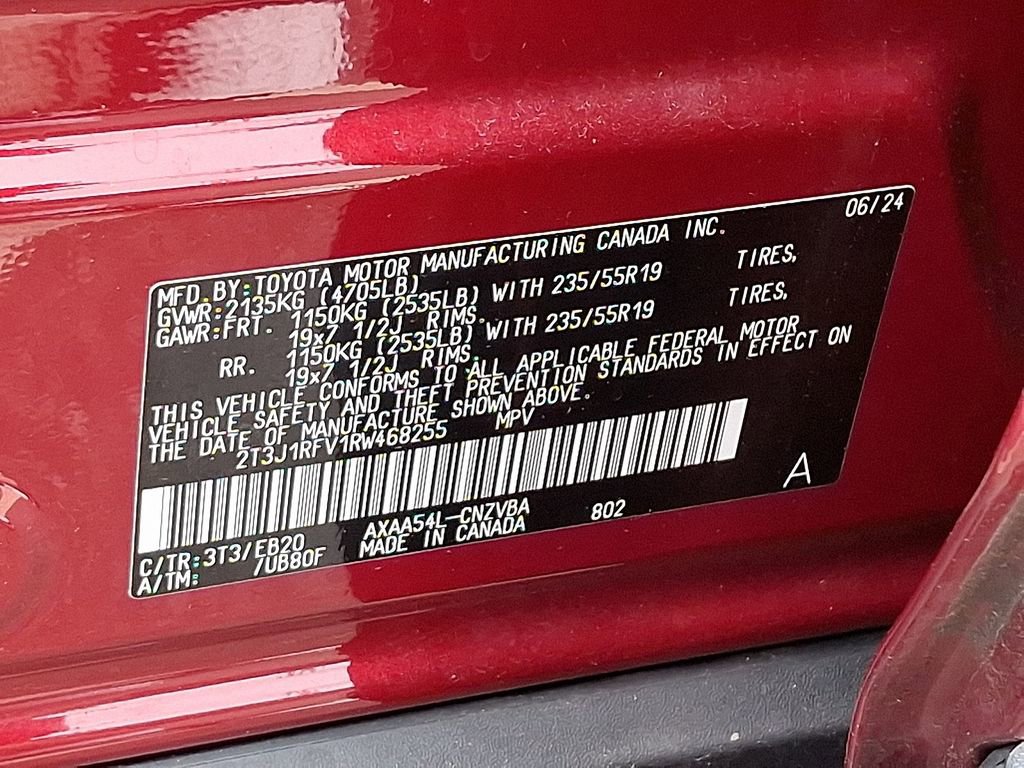 06/24
MFD.BY:TOYOTA MOTOR MANUFACTURING CANADA INC.
GVWR:2135KG (4705LB)
GAWR:FRT. 1150KG (2535LB) WITH 235/55R19 TIRES,
19x7 1/2J RIMS.
RR. 1150KG (2535LB) WITH 235/55R19 TIRES,
19x7 1/2J RIMS.
THIS VEHICLE CONFORMS TO ALL APPLICABLE FEDERAL MOTOR
VEHICLE SAFETY AND THEFT PREVENTION STANDARDS IN EFFECT ON
THE DATE OF MANUFACTURE SHOWN ABOVE.
2T3J1RFV1RW468255 MPV
A
C/TR:3T3/EB20 AXAA54L-CNZVBA 802
A/TM: /UB80F MADE IN CANADA